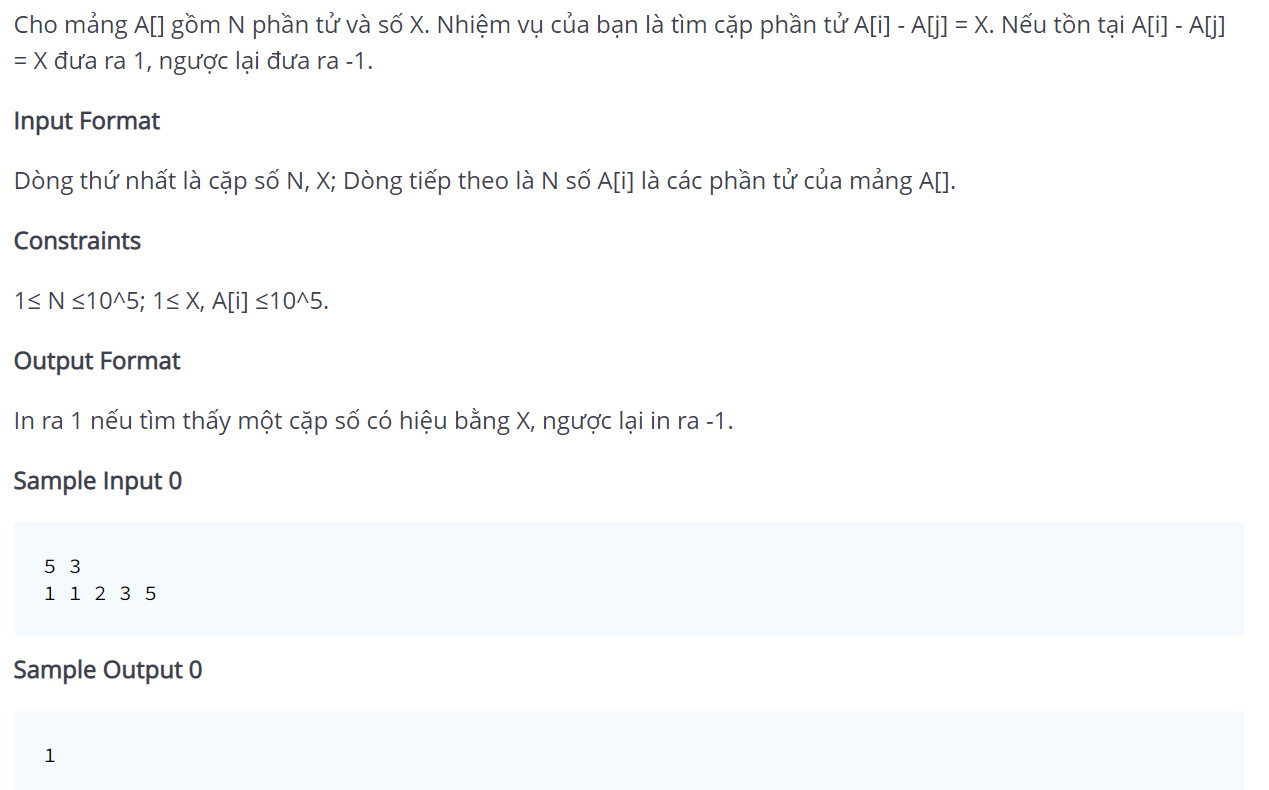 Cho mảng A[] gồm N phần tử và số X. Nhiệm vụ của bạn là tìm cặp phần tử A[i] - A[j] = X. Nếu tồn tại A[i] - A[j]
= X đưa ra 1, ngược lại đưa ra -1.
Input Format
Dòng thứ nhất là cặp số N, X; Dòng tiếp theo là N số A[i] là các phần tử của mảng A[].
Constraints
1≤ N ≤10^5; 1≤ X, A[i] ≤10^5.
Output Format
In ra 1 nếu tìm thấy một cặp số có hiệu bằng X, ngược lại in ra -1.
Sample Input 0
5 3
1 1 2 3 5
Sample Output 0
1